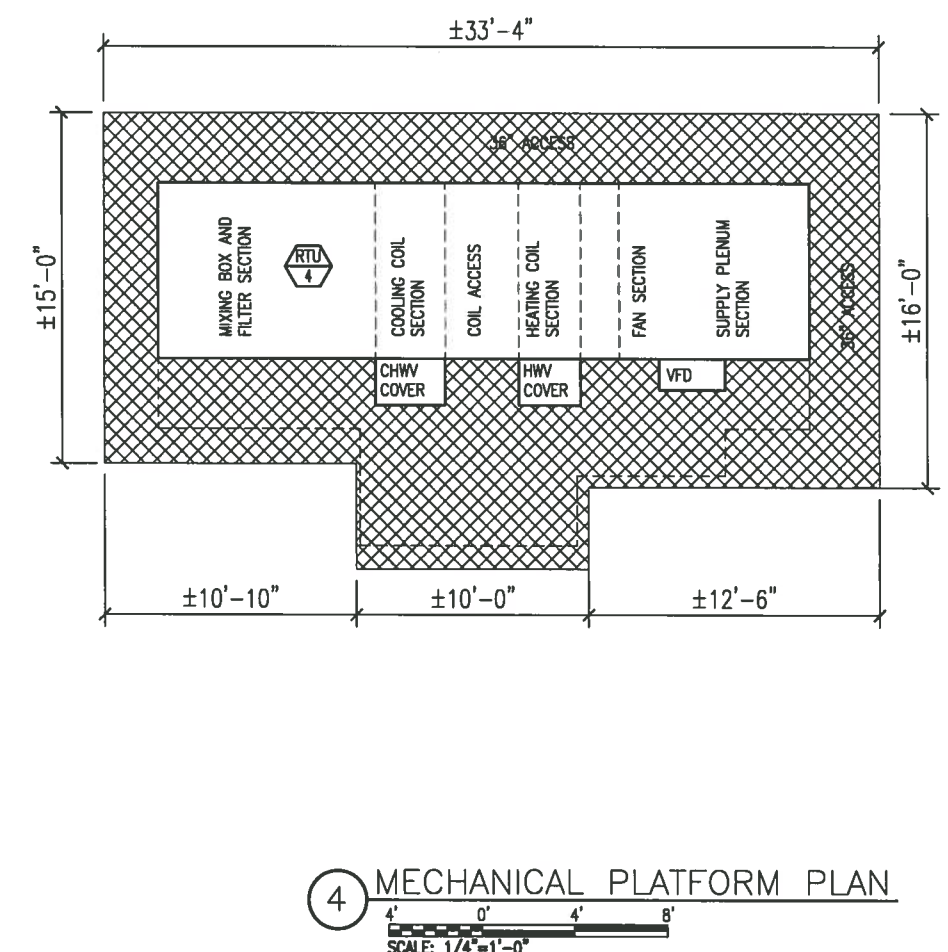 ±33'-4"
36" ACCESS
±15'-0"
MIXING BOX AND
FILTER SECTION
RTU
4
COOLING COIL
SECTION
COIL ACCESS
HEATING COIL
SECTION
FAN SECTION
SUPPLY PLENUM
SECTION
36" ACCESS
±16'-0"
CHWV
COVER
HWV
COVER
VFD
±10'-10"
±10'-0"
±12'-6"
4
MECHANICAL PLATFORM PLAN
4' 0' 4' 8'
SCALE: 1/4"=1'-0"